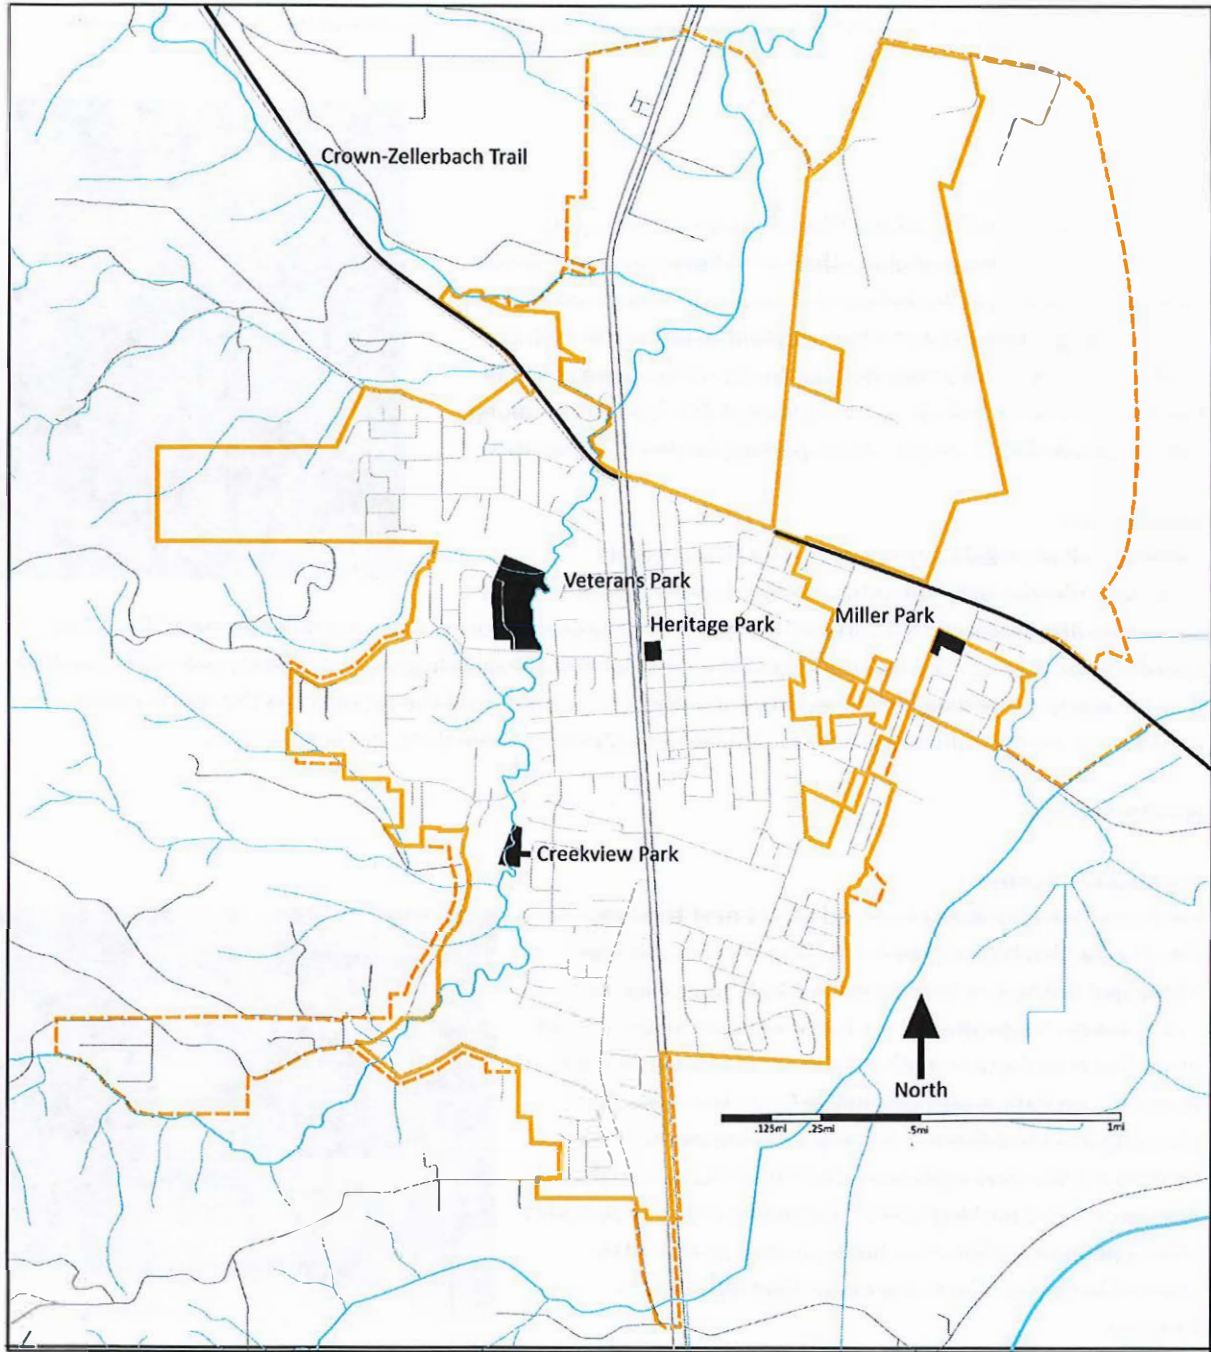 Crown-Zellerbach Trail
Veterans Park
Heritage Park
Miller Park
Creekview Park
North
.125mi .25mi .5mi 1mi